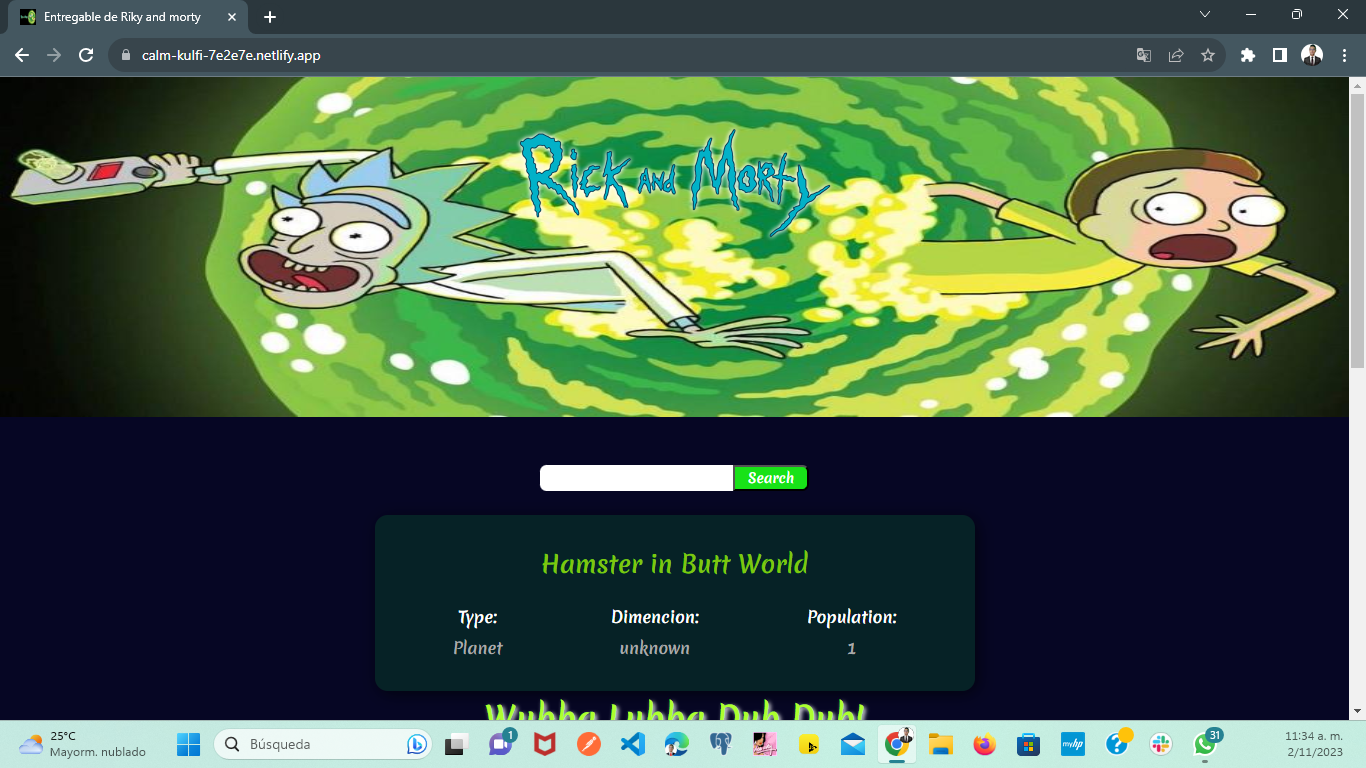 Entregable de Riky and morty
calm-kulfi-7e2e7e.netlify.app
Rick and Morty
Search
Hamster in Butt World
Type:
Dimencion:
Population:
Planet
unknown
1
Wubba Lubba Dub Dub!
25°C
Mayorm. nublado
Búsqueda
1
myhp
31
11:34 a. m.
2/11/2023